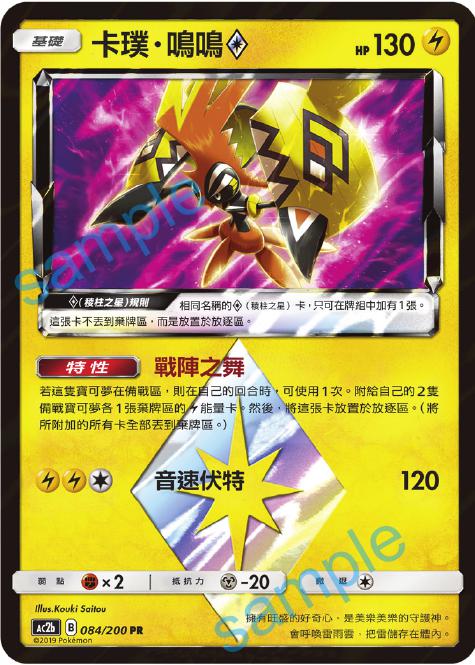 基礎 卡璞・鳴鳴 HP 130
sample
(稜柱之星)規則 相同名稱的(稜柱之星)卡，只可在牌組中加有1張。
這張卡不丟到棄牌區，而是放置於放逐區。
特性 戰陣之舞
若這隻寶可夢在備戰區，則在自己的回合時，可使用1次。附給自己的2隻
備戰寶可夢各1張棄牌區的能量卡。然後，將這張卡放置於放逐區。(將
所附加的所有卡全部丟到棄牌區。)
音速伏特 120
sample
弱點 ×2 抵抗力 -20 撤退
Illus.Kouki Saitou
AC2b B 084/200 PR
©2019 Pokémon
擁有旺盛的好奇心，是美樂美樂的守護神。
會呼喚雷雨雲，把雷儲存在體內。